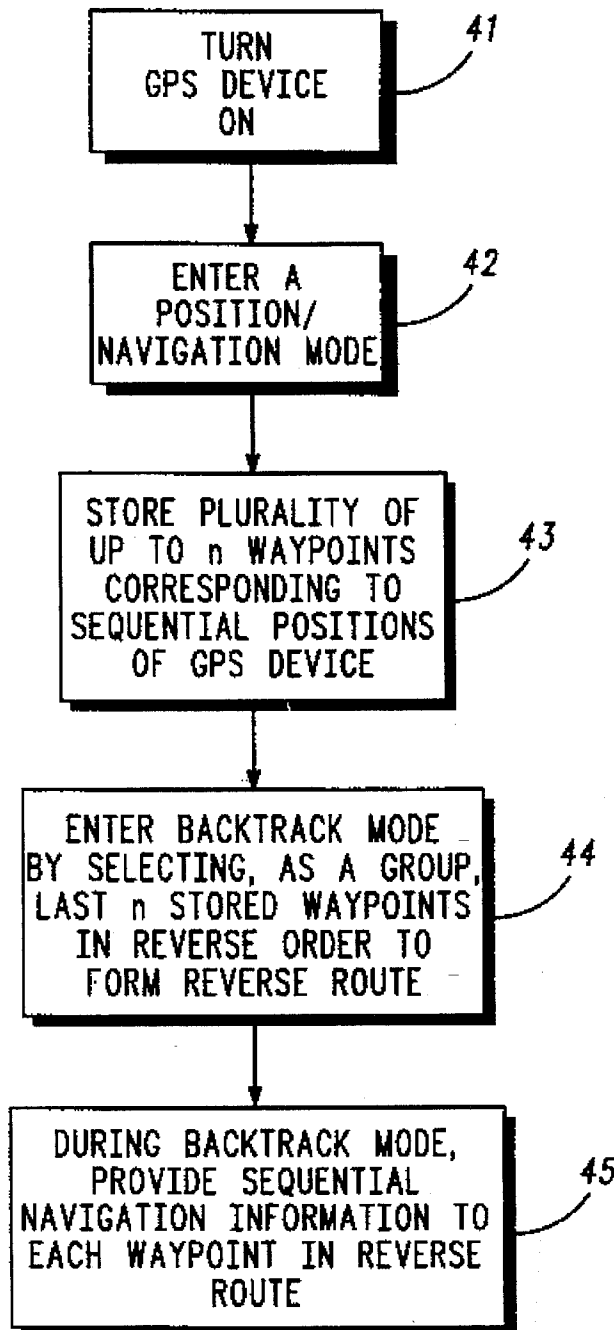 TURN
GPS DEVICE
ON
41
ENTER A
POSITION/
NAVIGATION MODE
42
STORE PLURALITY OF
UP TO n WAYPOINTS
CORRESPONDING TO
SEQUENTIAL POSITIONS
OF GPS DEVICE
43
ENTER BACKTRACK MODE
BY SELECTING, AS A GROUP,
LAST n STORED WAYPOINTS
IN REVERSE ORDER TO
FORM REVERSE ROUTE
44
DURING BACKTRACK MODE,
PROVIDE SEQUENTIAL
NAVIGATION INFORMATION TO
EACH WAYPOINT IN REVERSE
ROUTE
45